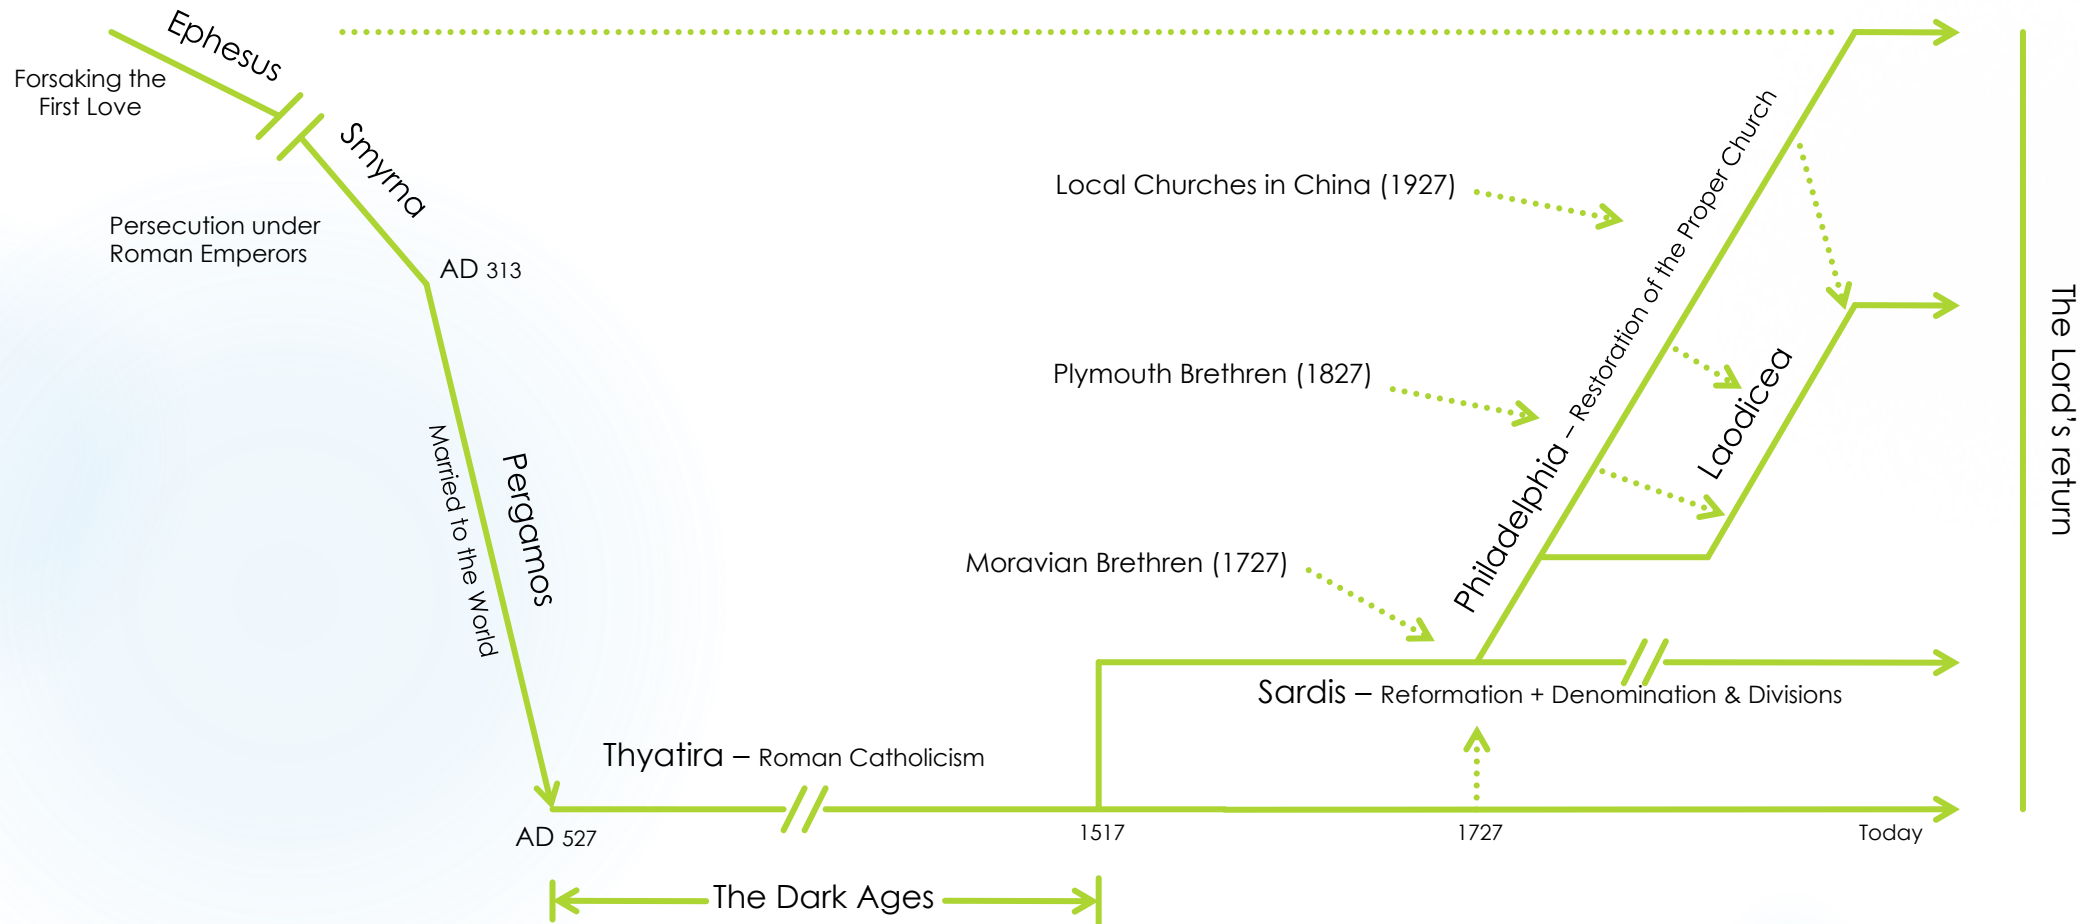 Ephesus
Forsaking the
First Love
Smyrna
Persecution under
Roman Emperors
AD 313
Pergamos
Married to the World
Local Churches in China (1927)
Plymouth Brethren (1827)
Moravian Brethren (1727)
Philadelphia – Restoration of the Proper Church
Laodicea
The Lord's return
Sardis – Reformation + Denomination & Divisions
Thyatira – Roman Catholicism
AD 527
1517
1727
Today
The Dark Ages